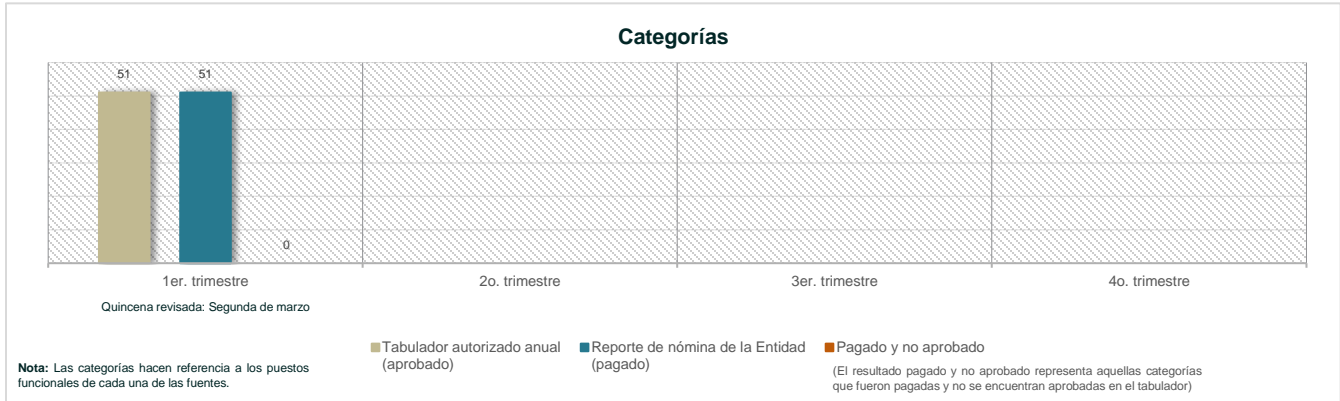 Categorías
51
51
0
1er. trimestre
2o. trimestre
3er. trimestre
4o. trimestre
Quincena revisada: Segunda de marzo
Tabulador autorizado anual
(aprobado)
Reporte de nómina de la Entidad
(pagado)
Pagado y no aprobado
(El resultado pagado y no aprobado representa aquellas categorías
que fueron pagadas y no se encuentran aprobadas en el tabulador)
Nota: Las categorías hacen referencia a los puestos
funcionales de cada una de las fuentes.